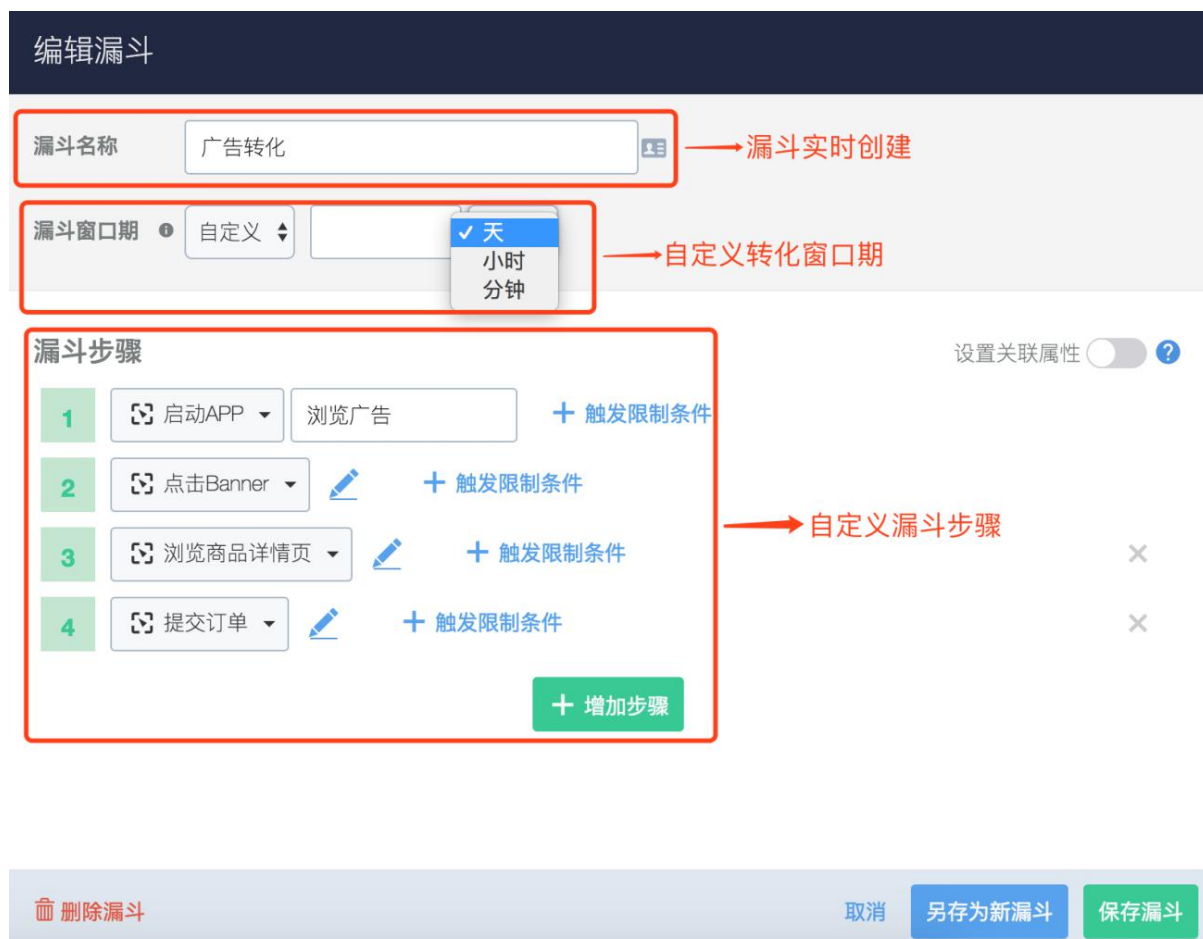 编辑漏斗
漏斗名称 广告转化 漏斗实时创建
漏斗窗口期 自定义 天
小时
分钟
自定义转化窗口期
漏斗步骤 设置关联属性
1 启动APP 浏览广告 + 触发限制条件
2 点击Banner + 触发限制条件
自定义漏斗步骤
3 浏览商品详情页 + 触发限制条件
4 提交订单 + 触发限制条件
+ 增加步骤
删除漏斗 取消 另存为新漏斗 保存漏斗